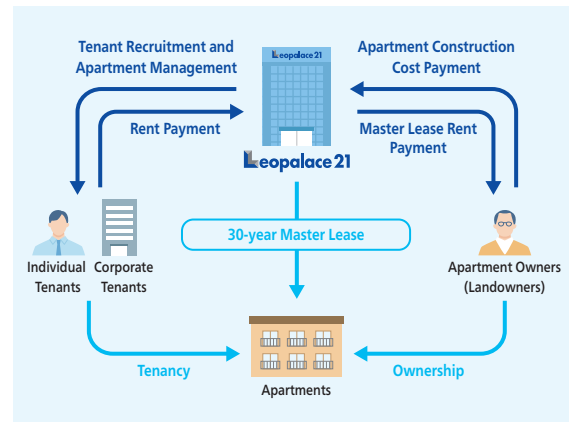 Tenant Recruitment and
Apartment Management
Apartment Construction
Cost Payment
Leopalace21
Rent Payment
Master Lease Rent
Payment
Leopalace21
30-year Master Lease
Individual
Tenants
Corporate
Tenants
Apartment Owners
(Landowners)
Tenancy
Ownership
Apartments